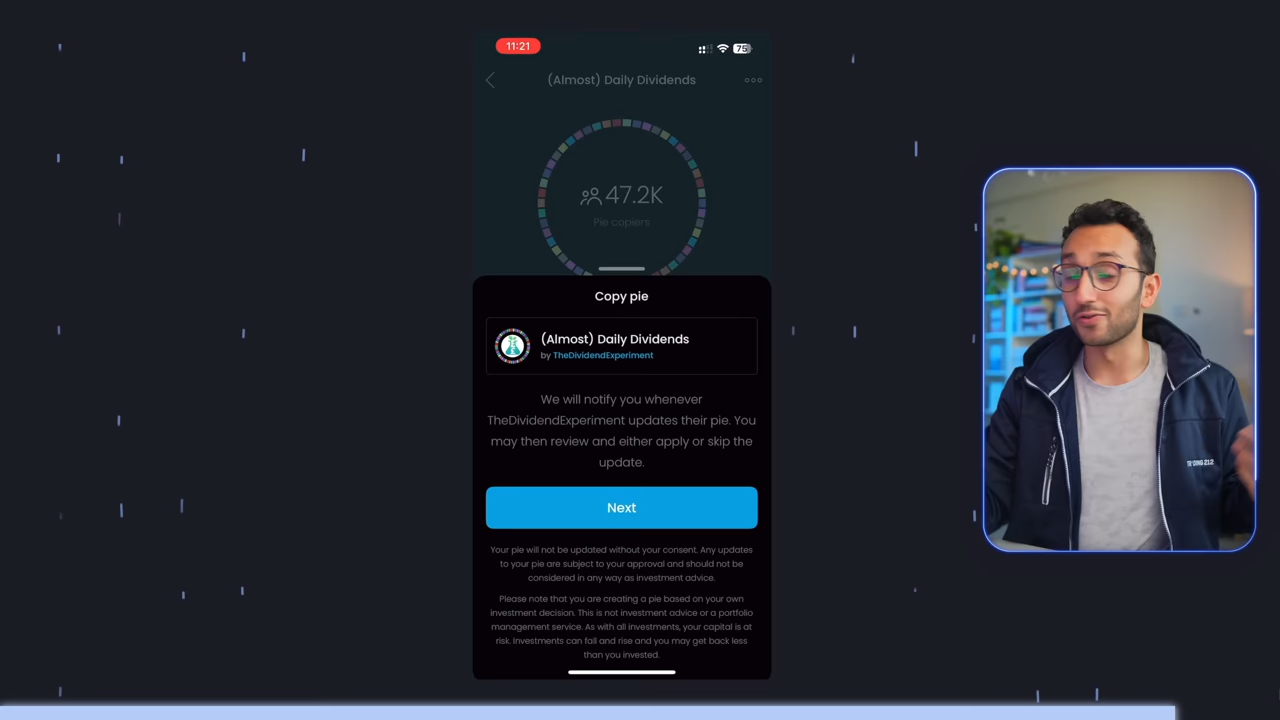 11:21
75
(Almost) Daily Dividends
47.2K
Pie copiers
Copy pie
(Almost) Daily Dividends
by TheDividendExperiment
We will notify you whenever
TheDividendExperiment updates their pie. You
may then review and either apply or skip the
update.
Next
Your pie will not be updated without your consent. Any updates
to your pie are subject to your approval and should not be
considered in any way as investment advice.
Please note that you are creating a pie based on your own
investment decision. This is not investment advice or a portfolio
management service. As with all investments, your capital is at
risk. Investments can fall and rise and you may get back less
than you invested.
212